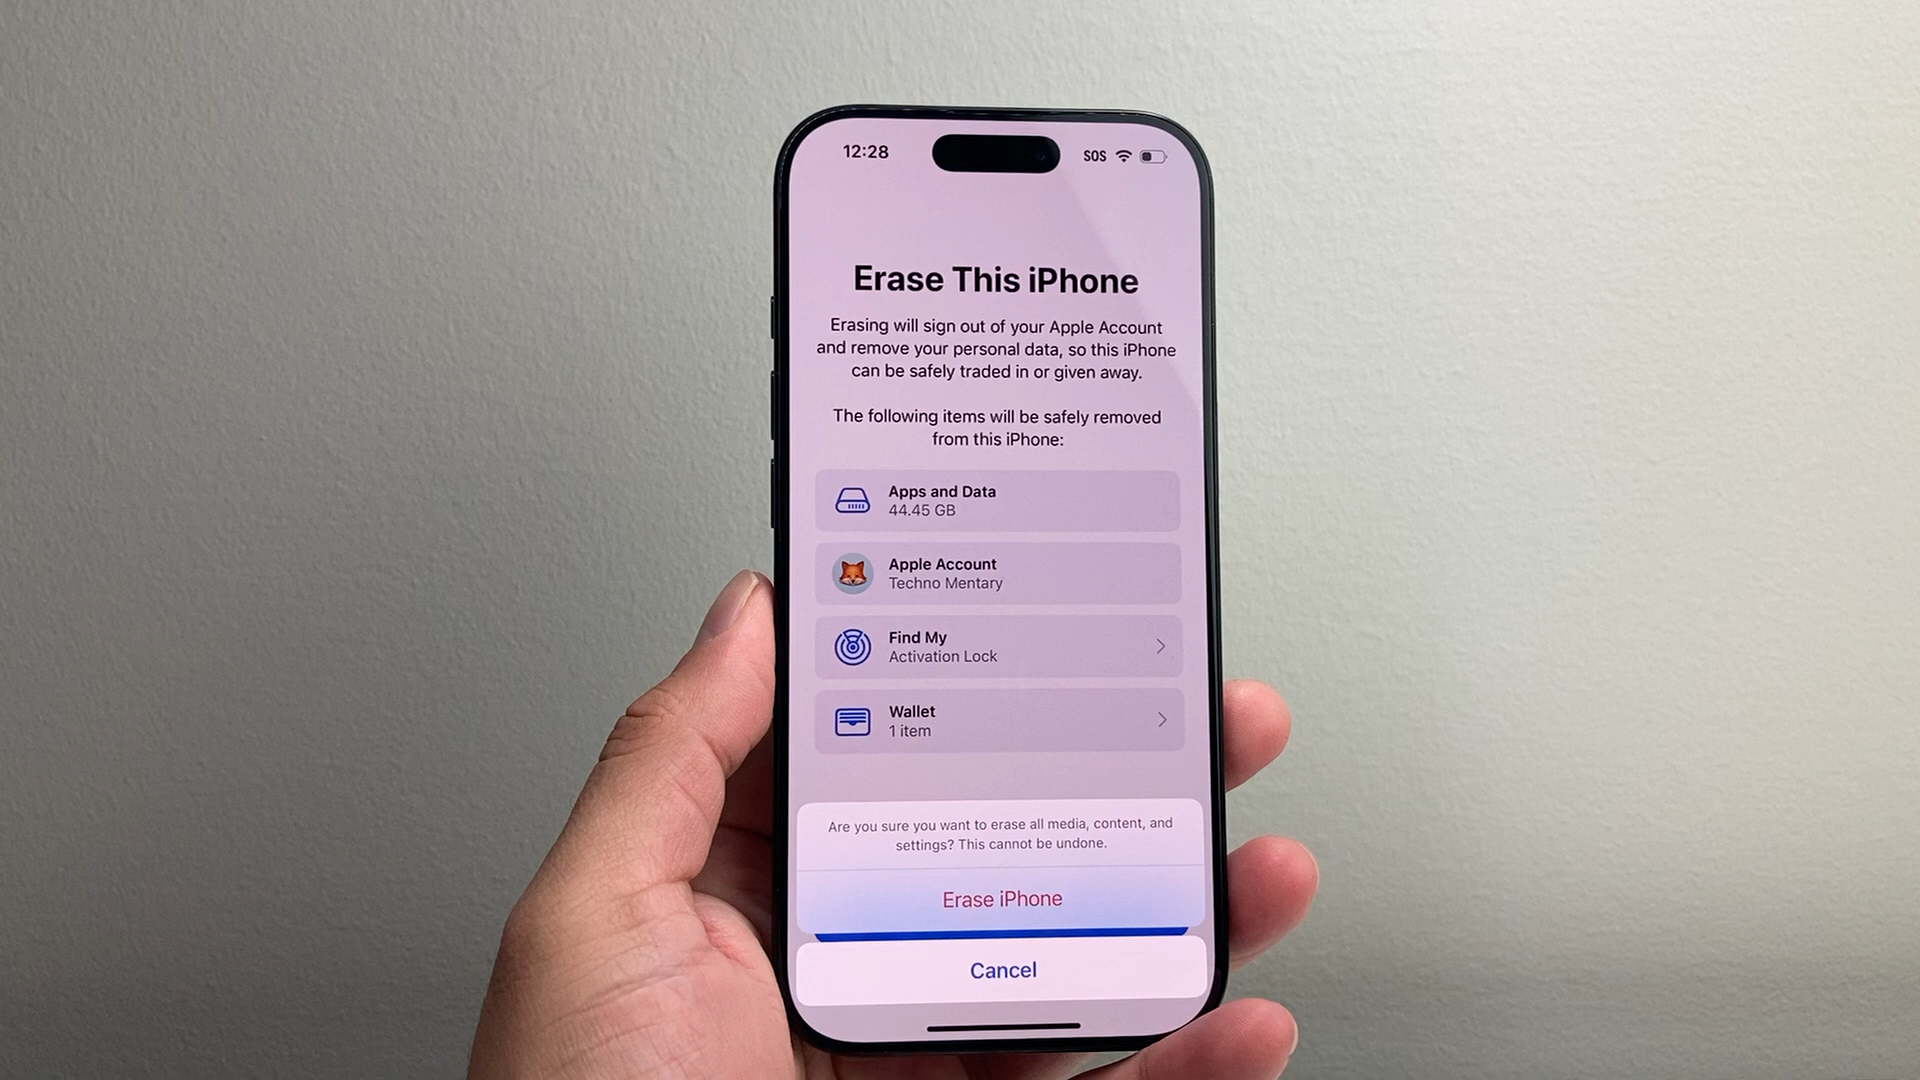 12:28
SOS
Erase This iPhone
Erasing will sign out of your Apple Account
and remove your personal data, so this iPhone
can be safely traded in or given away.
The following items will be safely removed
from this iPhone:
Apps and Data
44.45 GB
Apple Account
Techno Mentary
Find My
Activation Lock
Wallet
1 item
Are you sure you want to erase all media, content, and
settings? This cannot be undone.
Erase iPhone
Cancel